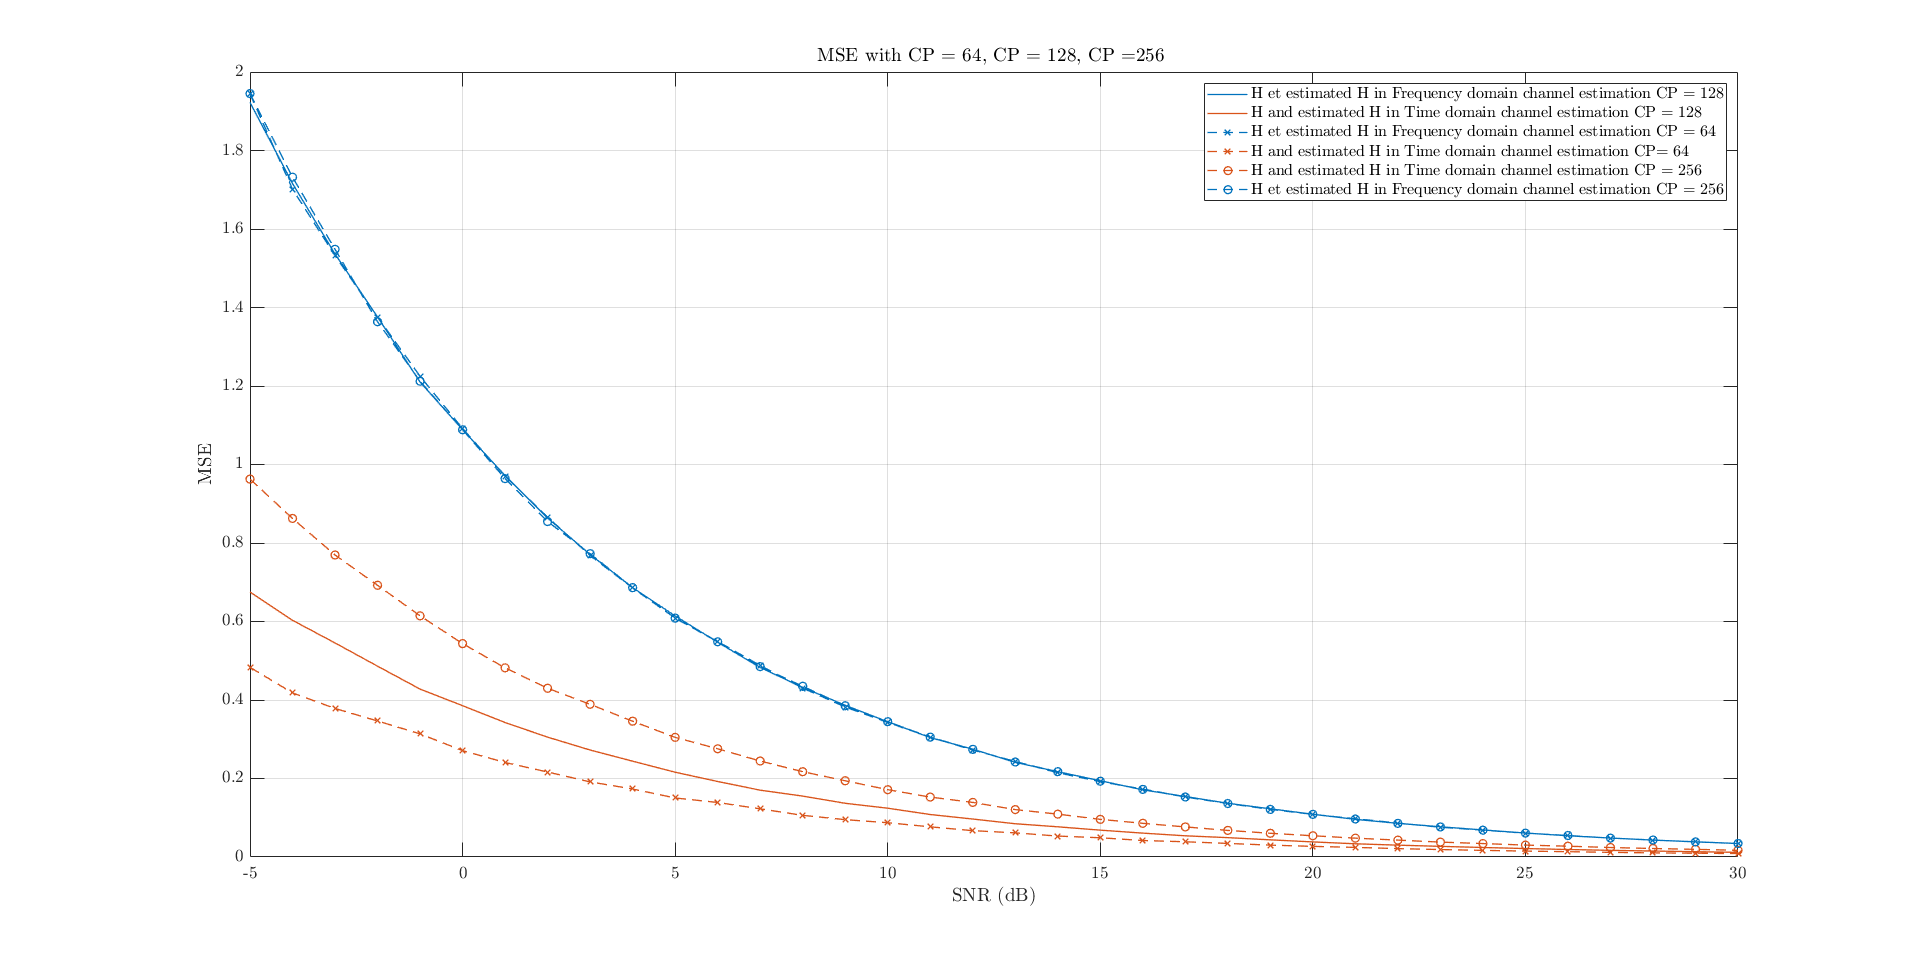 MSE with CP = 64, CP = 128, CP =256
H et estimated H in Frequency domain channel estimation CP = 128
H and estimated H in Time domain channel estimation CP = 128
H et estimated H in Frequency domain channel estimation CP = 64
H and estimated H in Time domain channel estimation CP= 64
H and estimated H in Time domain channel estimation CP = 256
H et estimated H in Frequency domain channel estimation CP = 256
2
1.8
1.6
1.4
1.2
1
0.8
0.6
0.4
0.2
0
MSE
-5 0 5 10 15 20 25 30
SNR (dB)